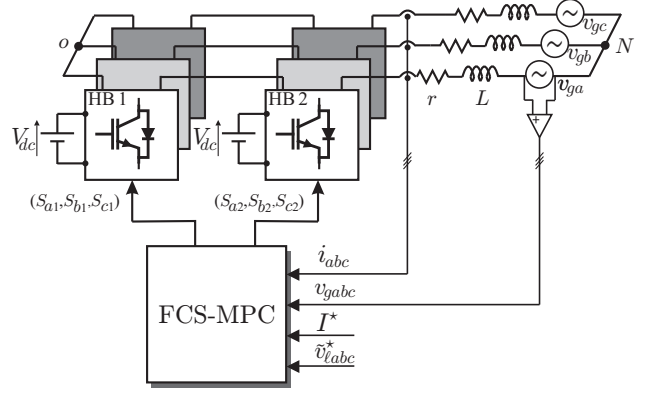 v_gc
o
N
v_gb
HB 1
HB 2
v_ga
r
L
V_dc
V_dc
(S_a1,S_b1,S_c1)
(S_a2,S_b2,S_c2)
i_abc
FCS-MPC
v_gabc
I^⋆
ṽ^⋆_ℓabc
+